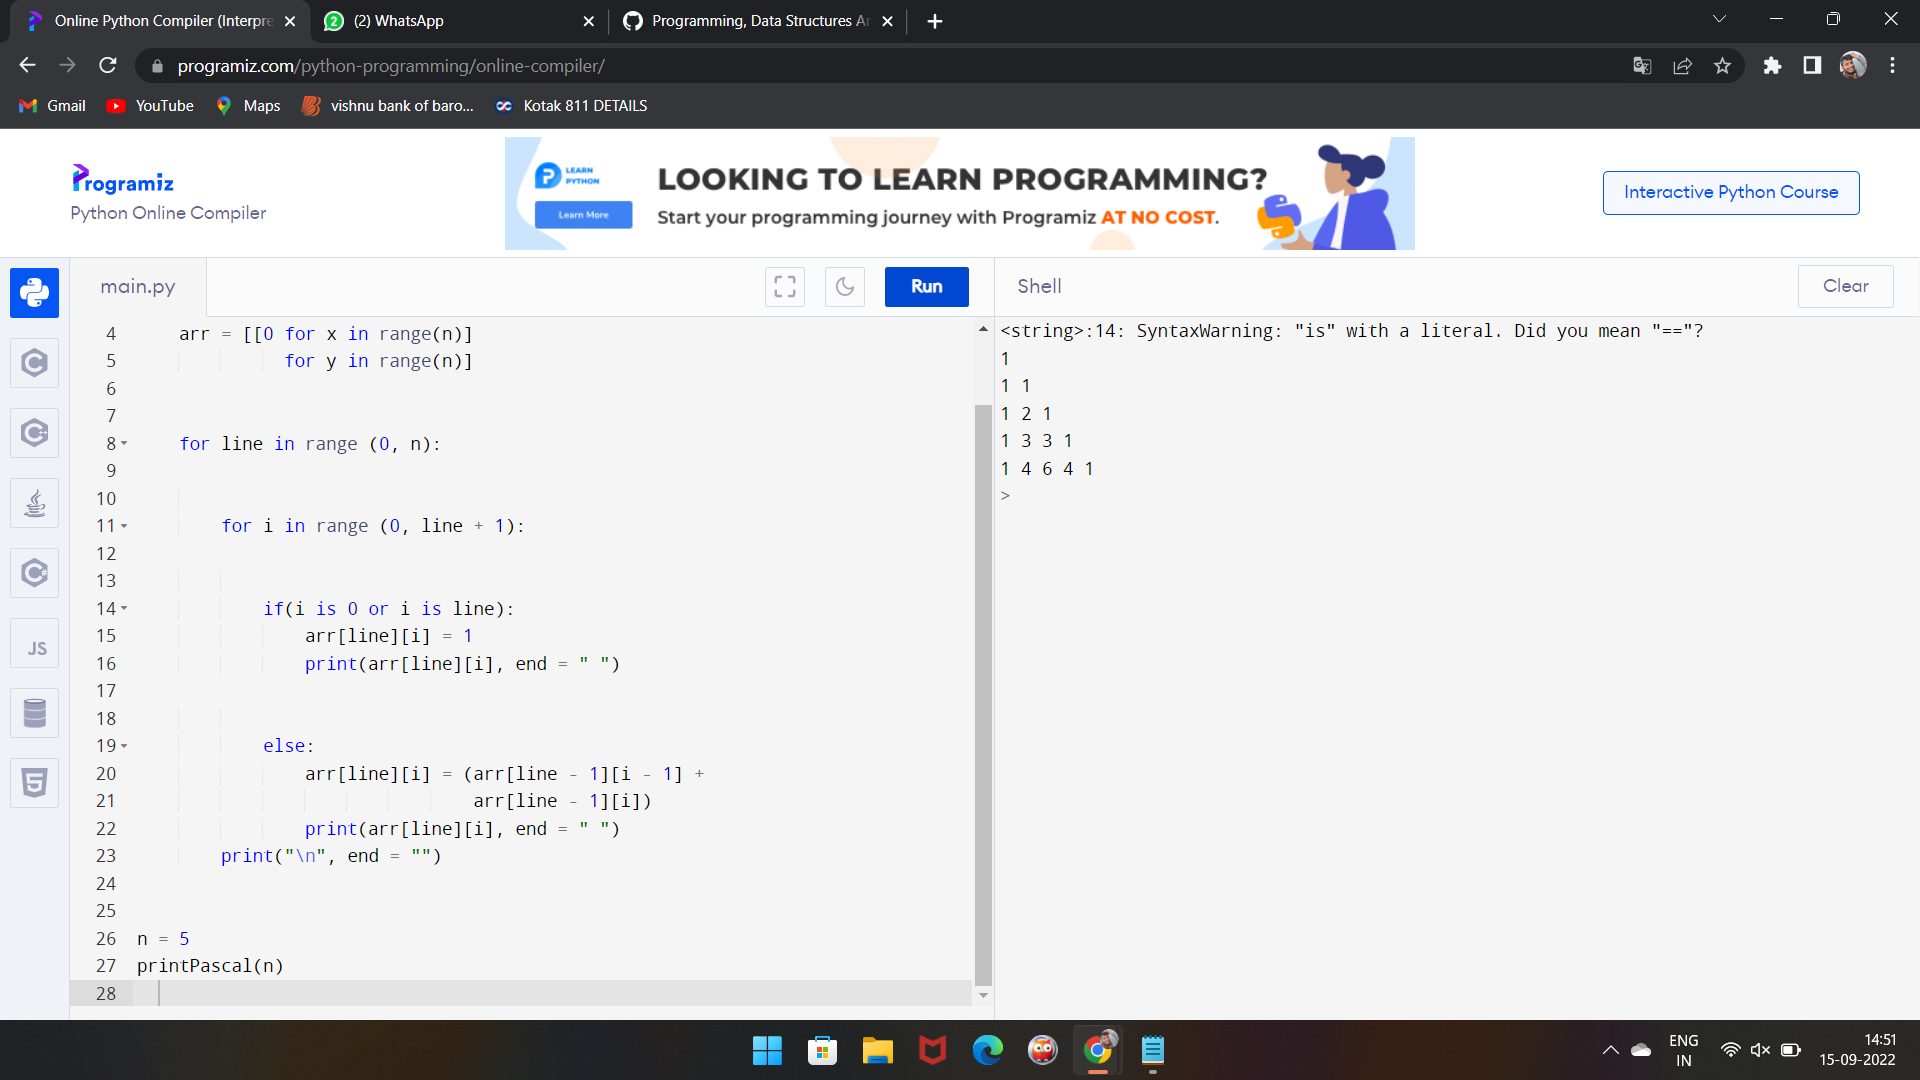 Online Python Compiler (Interpre
(2) WhatsApp
Programming, Data Structures Ar
programiz.com/python-programming/online-compiler/
Gmail
YouTube
Maps
vishnu bank of baro...
Kotak 811 DETAILS
Programiz
Python Online Compiler
LEARN
PYTHON
Learn More
LOOKING TO LEARN PROGRAMMING?
Start your programming journey with Programiz AT NO COST.
Interactive Python Course
main.py
Run
Shell
Clear
4 arr = [[0 for x in range(n)]
5 for y in range(n)]
6
7
8 for line in range (0, n):
9
10
11 for i in range (0, line + 1):
12
13
14 if(i is 0 or i is line):
15 arr[line][i] = 1
16 print(arr[line][i], end = " ")
17
18
19 else:
20 arr[line][i] = (arr[line - 1][i - 1] +
21 arr[line - 1][i])
22 print(arr[line][i], end = " ")
23 print("\n", end = "")
24
25
26 n = 5
27 printPascal(n)
28
<string>:14: SyntaxWarning: "is" with a literal. Did you mean "=="?
1
1 1
1 2 1
1 3 3 1
1 4 6 4 1
>
JS
ENG
IN
14:51
15-09-2022